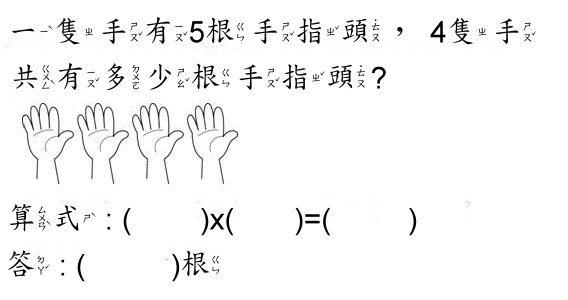 一隻手有5根手指頭，4隻手
共有多少根手指頭?
算式:(  )x(  )=(  )
答:(  )根